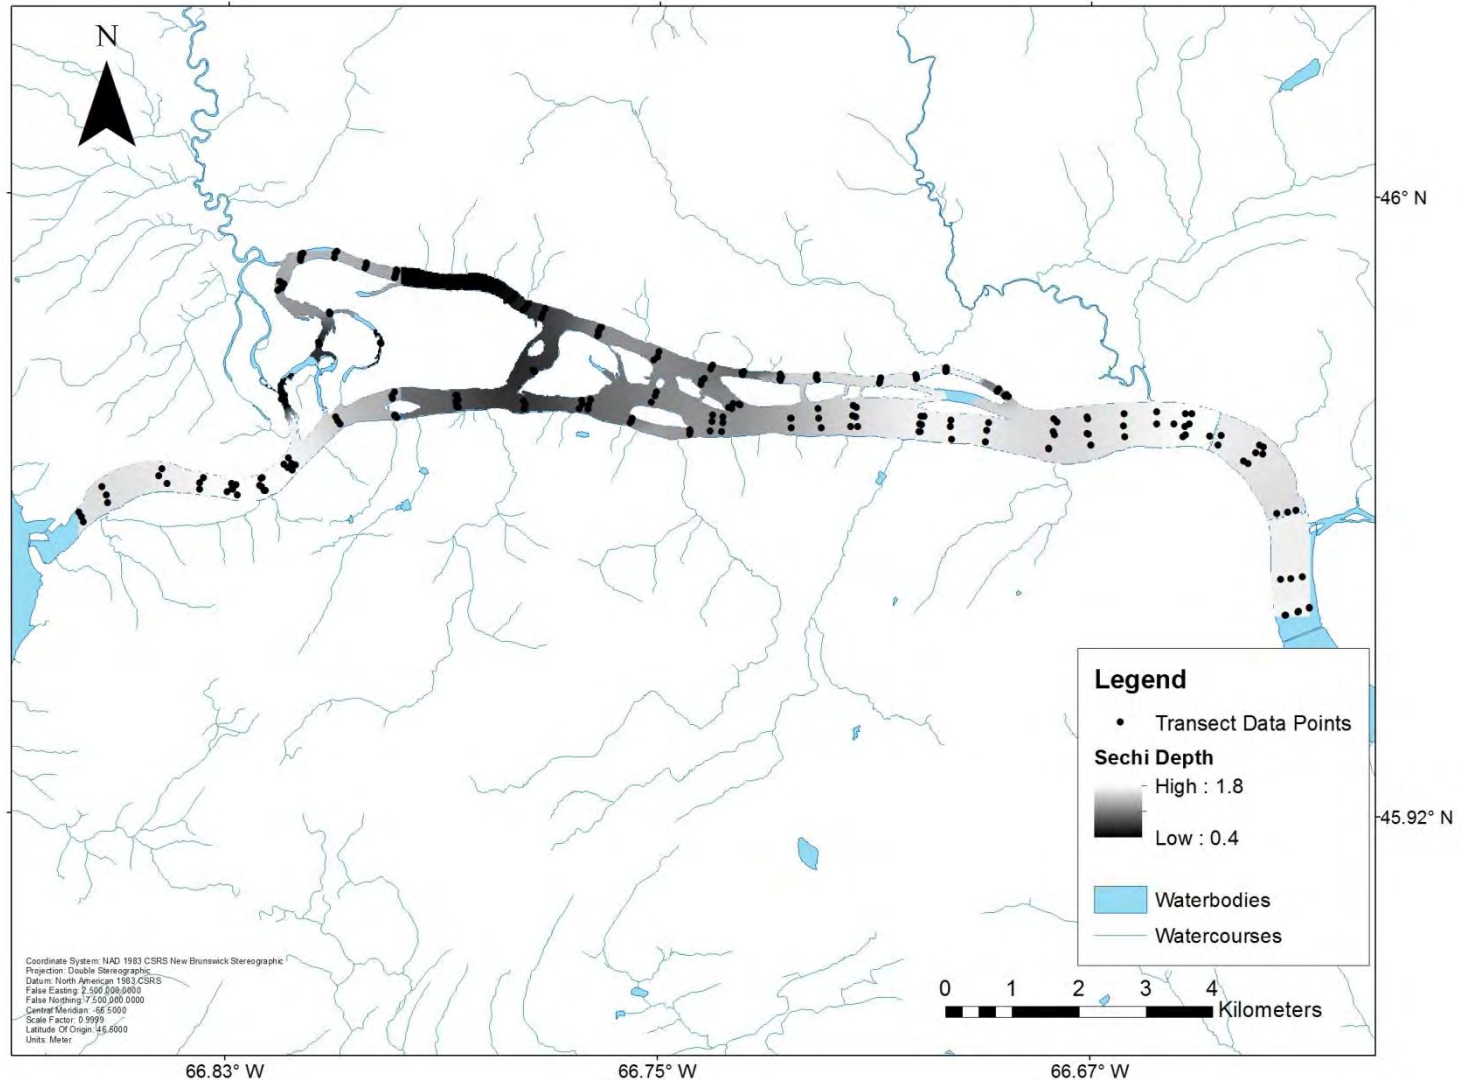 N
46° N
Legend
Transect Data Points
Sechi Depth
High : 1.8
Low : 0.4
45.92° N
Waterbodies
Watercourses
0 1 2 3 4
Kilometers
Coordinate System: NAD 1983 CSRS New Brunswick Stereographic
Projection: Double Stereographic
Datum: North American 1983 CSRS
False Easting: 2,500,000.0000
False Northing: 7,500,000.0000
Central Meridian: -66.5000
Scale Factor: 0.9999
Latitude Of Origin: 46.5000
Units: Meter
66.83° W
66.75° W
66.67° W